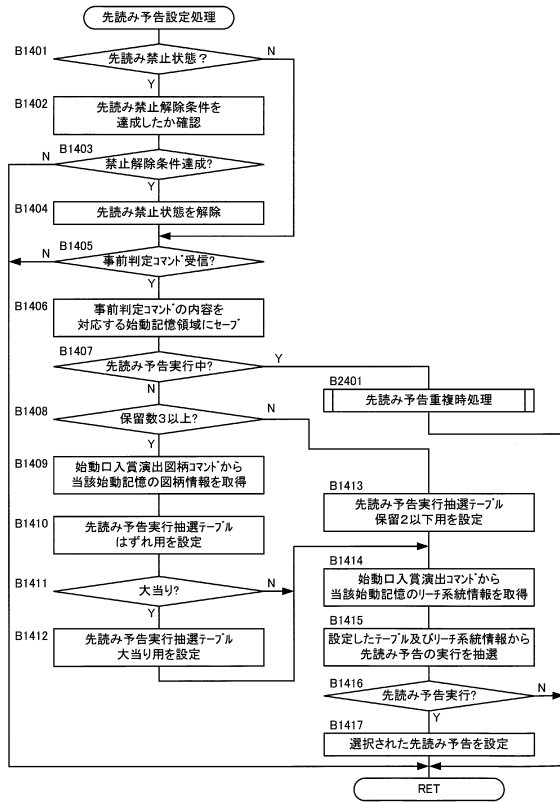 先読み予告設定処理
B1401
先読み禁止状態？
N
Y
B1402
先読み禁止解除条件を
達成したか確認
B1403
N
禁止解除条件達成?
Y
B1404
先読み禁止状態を解除
B1405
N
事前判定コマンド受信?
Y
B1406
事前判定コマンドの内容を
対応する始動記憶領域にセーブ
B1407
先読み予告実行中?
Y
N
B2401
先読み予告重複時処理
B1408
保留数3以上?
N
Y
B1409
始動口入賞演出図柄コマンドから
当該始動記憶の図柄情報を取得
B1410
先読み予告実行抽選テーブル
はずれ用を設定
B1411
大当り?
N
Y
B1412
先読み予告実行抽選テーブル
大当り用を設定
B1413
先読み予告実行抽選テーブル
保留2以下用を設定
B1414
始動口入賞演出コマンドから
当該始動記憶のリーチ系統情報を取得
B1415
設定したテーブル及びリーチ系統情報から
先読み予告の実行を抽選
B1416
先読み予告実行?
N
Y
B1417
選択された先読み予告を設定
RET